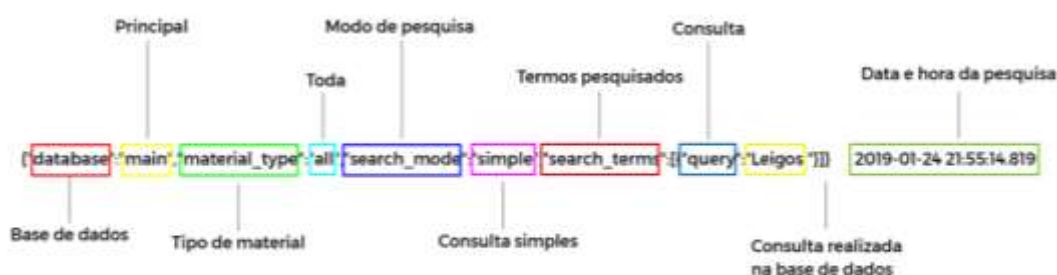 Principal
Modo de pesquisa
Consulta
Toda
Termos pesquisados
Data e hora da pesquisa
{"database":"main","material_type":"all","search_mode":"simple","search_terms":[{"query":"Leigos "}]} 2019-01-24 21:55:14.819
Base de dados
Tipo de material
Consulta simples
Consulta realizada
na base de dados